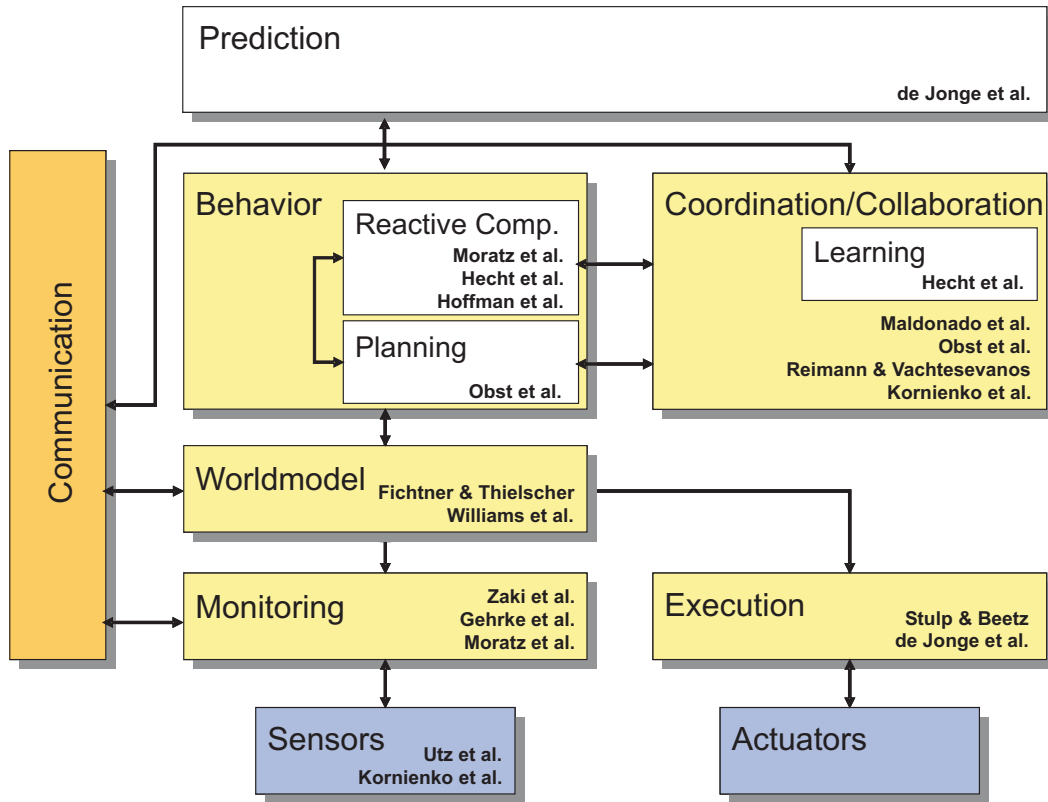 Prediction
de Jonge et al.
Communication
Behavior
Reactive Comp.
Moratz et al.
Hecht et al.
Hoffman et al.
Planning
Obst et al.
Coordination/Collaboration
Learning
Hecht et al.
Maldonado et al.
Obst et al.
Reimann & Vachtesevanos
Kornienko et al.
Worldmodel
Fichtner & Thielscher
Williams et al.
Monitoring
Zaki et al.
Gehrke et al.
Moratz et al.
Execution
Stulp & Beetz
de Jonge et al.
Sensors
Utz et al.
Kornienko et al.
Actuators